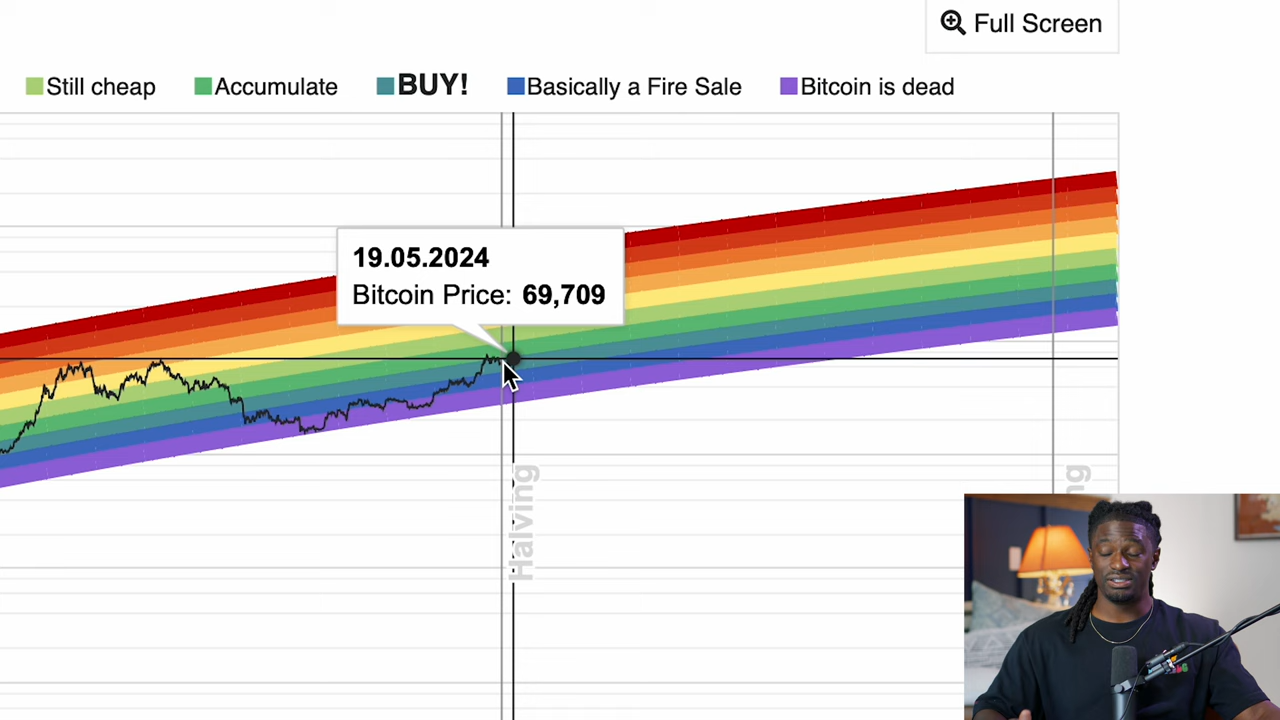 Full Screen
Still cheap Accumulate BUY! Basically a Fire Sale Bitcoin is dead
19.05.2024
Bitcoin Price: 69,709
Halving
ng